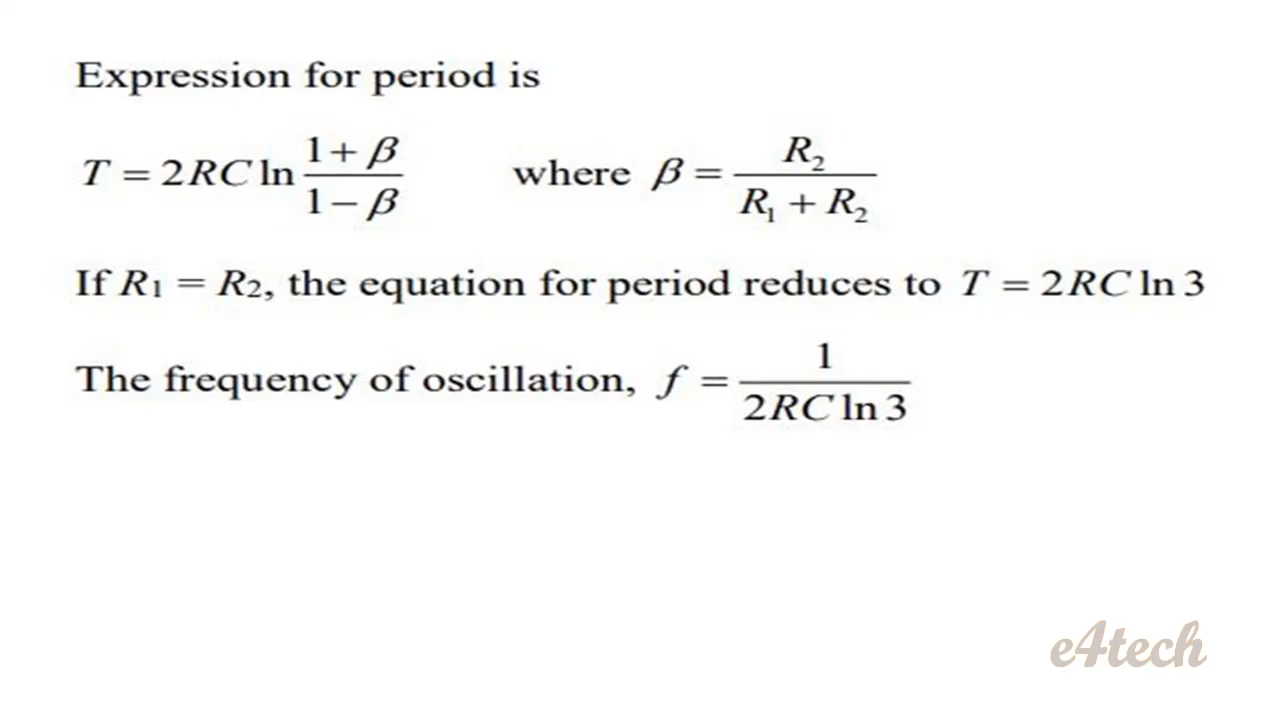 Expression for period is
T = 2RC ln (1 + β)/(1 − β) where β = R₂/(R₁ + R₂)
If R₁ = R₂, the equation for period reduces to T = 2RC ln 3
The frequency of oscillation, f = 1/(2RC ln 3)
e4tech